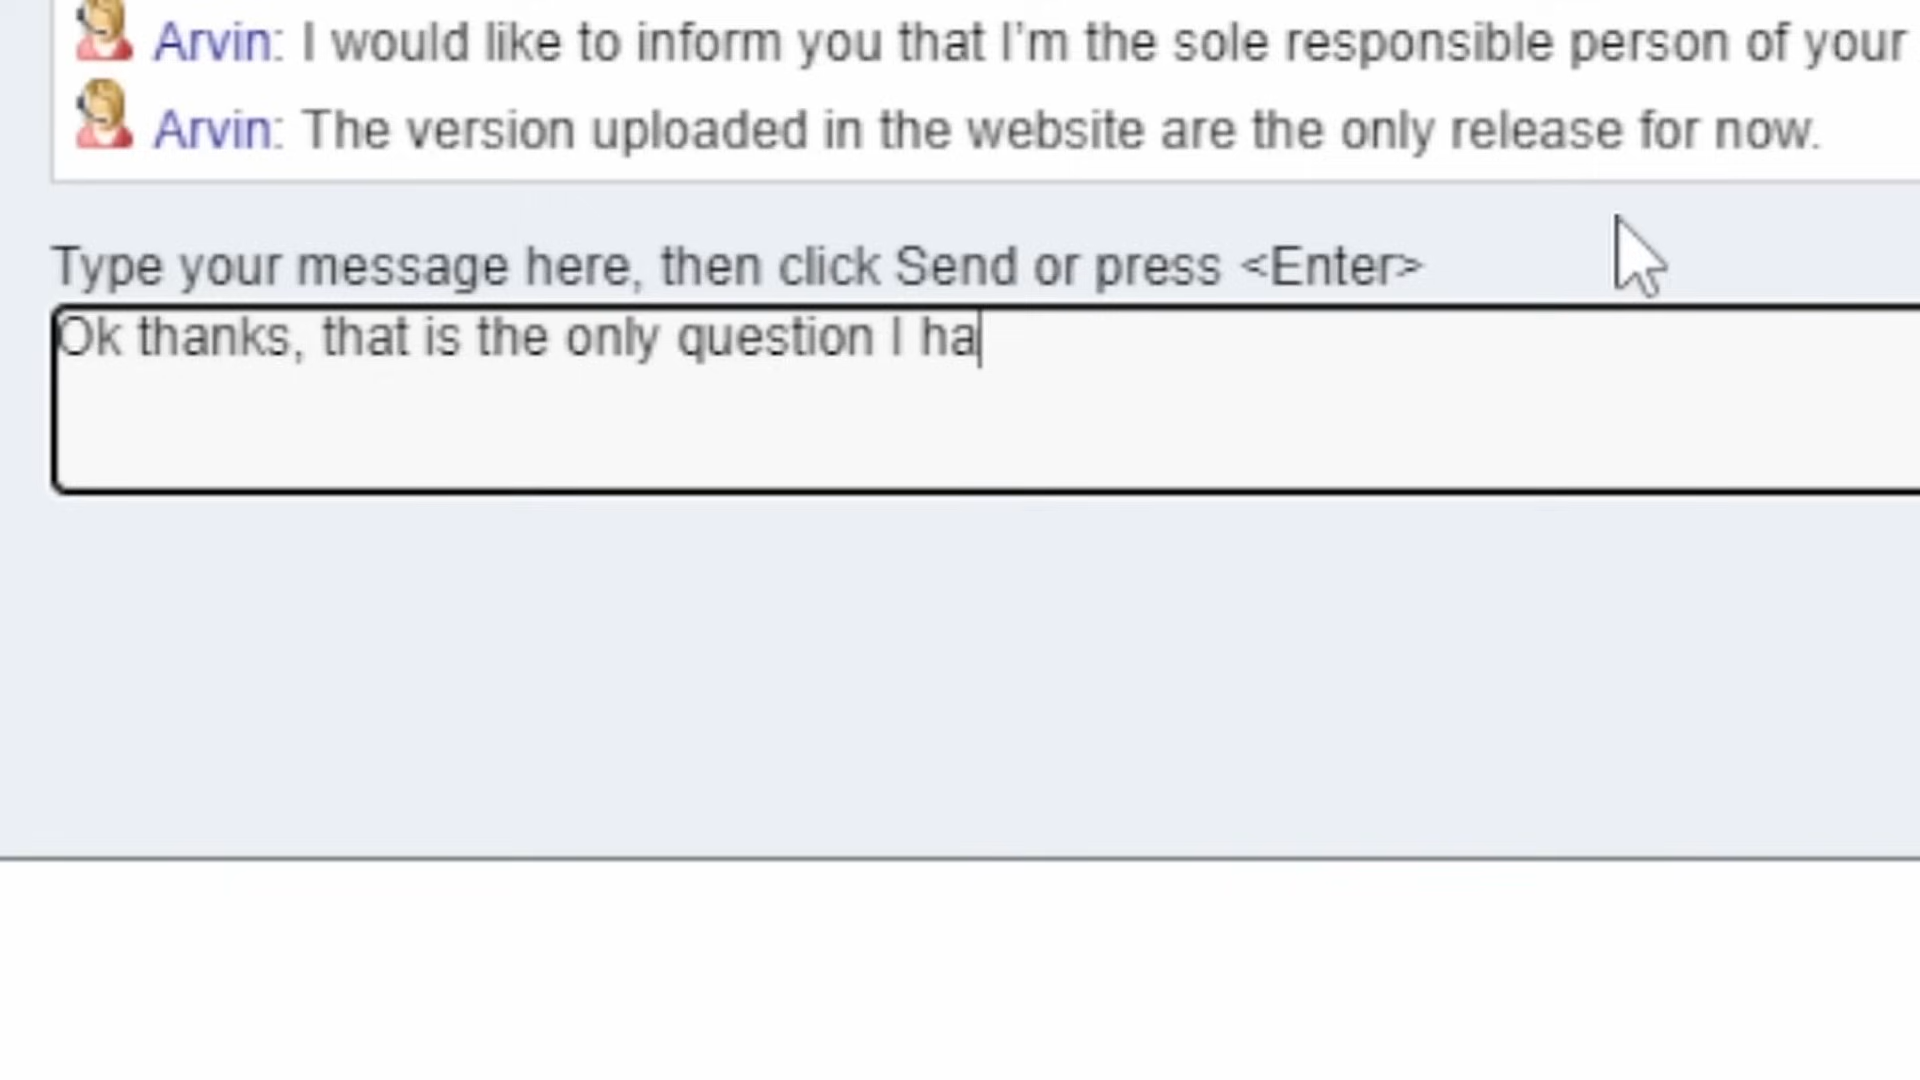 Arvin: I would like to inform you that I'm the sole responsible person of your
Arvin: The version uploaded in the website are the only release for now.
Type your message here, then click Send or press <Enter>
Ok thanks, that is the only question I ha